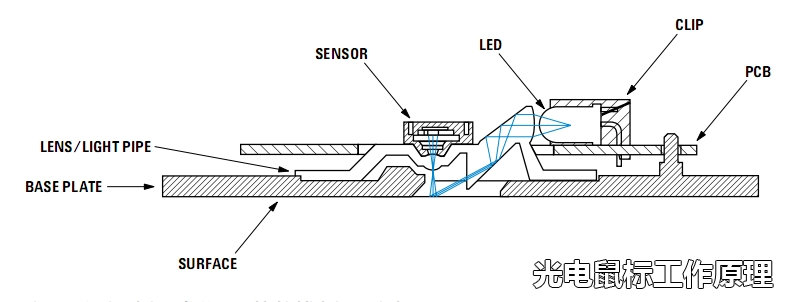 CLIP
LED
SENSOR
PCB
LENS/LIGHT PIPE
BASE PLATE
SURFACE
光电鼠标工作原理